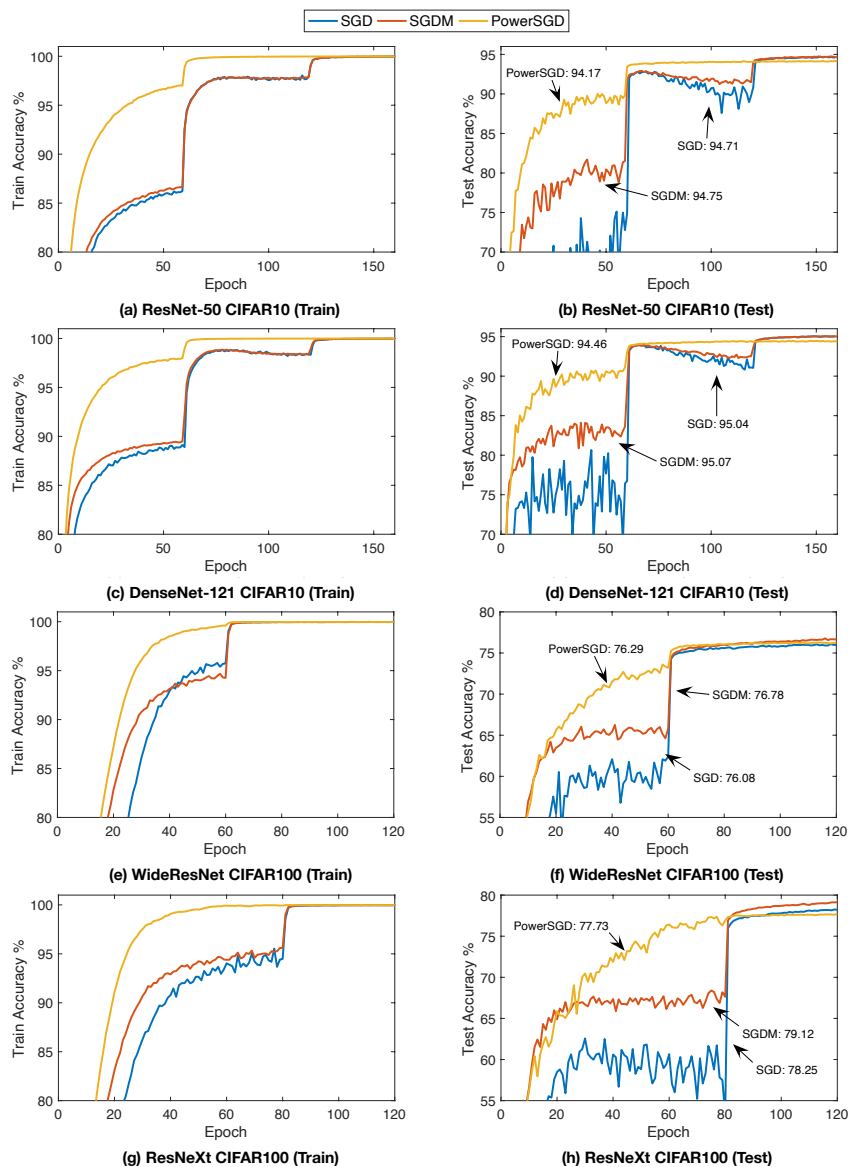 SGD SGDM PowerSGD
100
95
90
85
80
Train Accuracy %
0 50 100 150
Epoch
(a) ResNet-50 CIFAR10 (Train)
95
90
85
80
75
70
Test Accuracy %
PowerSGD: 94.17
SGD: 94.71
SGDM: 94.75
0 50 100 150
Epoch
(b) ResNet-50 CIFAR10 (Test)
100
95
90
85
80
Train Accuracy %
0 50 100 150
Epoch
(c) DenseNet-121 CIFAR10 (Train)
95
90
85
80
75
70
Test Accuracy %
PowerSGD: 94.46
SGD: 95.04
SGDM: 95.07
0 50 100 150
Epoch
(d) DenseNet-121 CIFAR10 (Test)
100
95
90
85
80
Train Accuracy %
0 20 40 60 80 100 120
Epoch
(e) WideResNet CIFAR100 (Train)
80
75
70
65
60
55
Test Accuracy %
PowerSGD: 76.29
SGDM: 76.78
SGD: 76.08
0 20 40 60 80 100 120
Epoch
(f) WideResNet CIFAR100 (Test)
100
95
90
85
80
Train Accuracy %
0 20 40 60 80 100 120
Epoch
(g) ResNeXt CIFAR100 (Train)
80
75
70
65
60
55
Test Accuracy %
PowerSGD: 77.73
SGDM: 79.12
SGD: 78.25
0 20 40 60 80 100 120
Epoch
(h) ResNeXt CIFAR100 (Test)